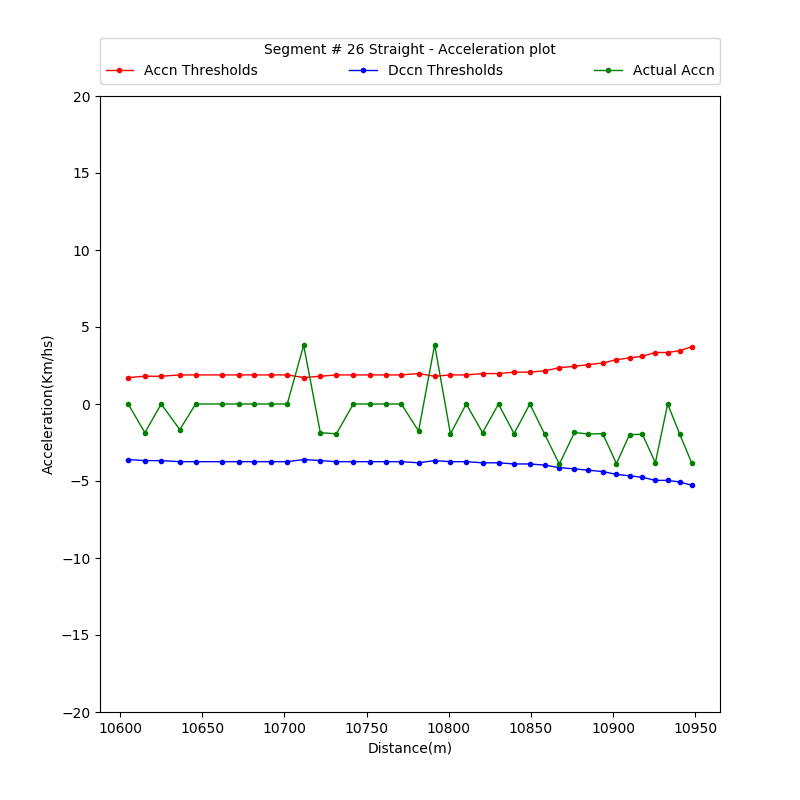 Segment # 26 Straight - Acceleration plot
Accn Thresholds Dccn Thresholds Actual Accn
20
15
10
5
0
−5
−10
−15
−20
Acceleration(Km/hs)
10600 10650 10700 10750 10800 10850 10900 10950
Distance(m)